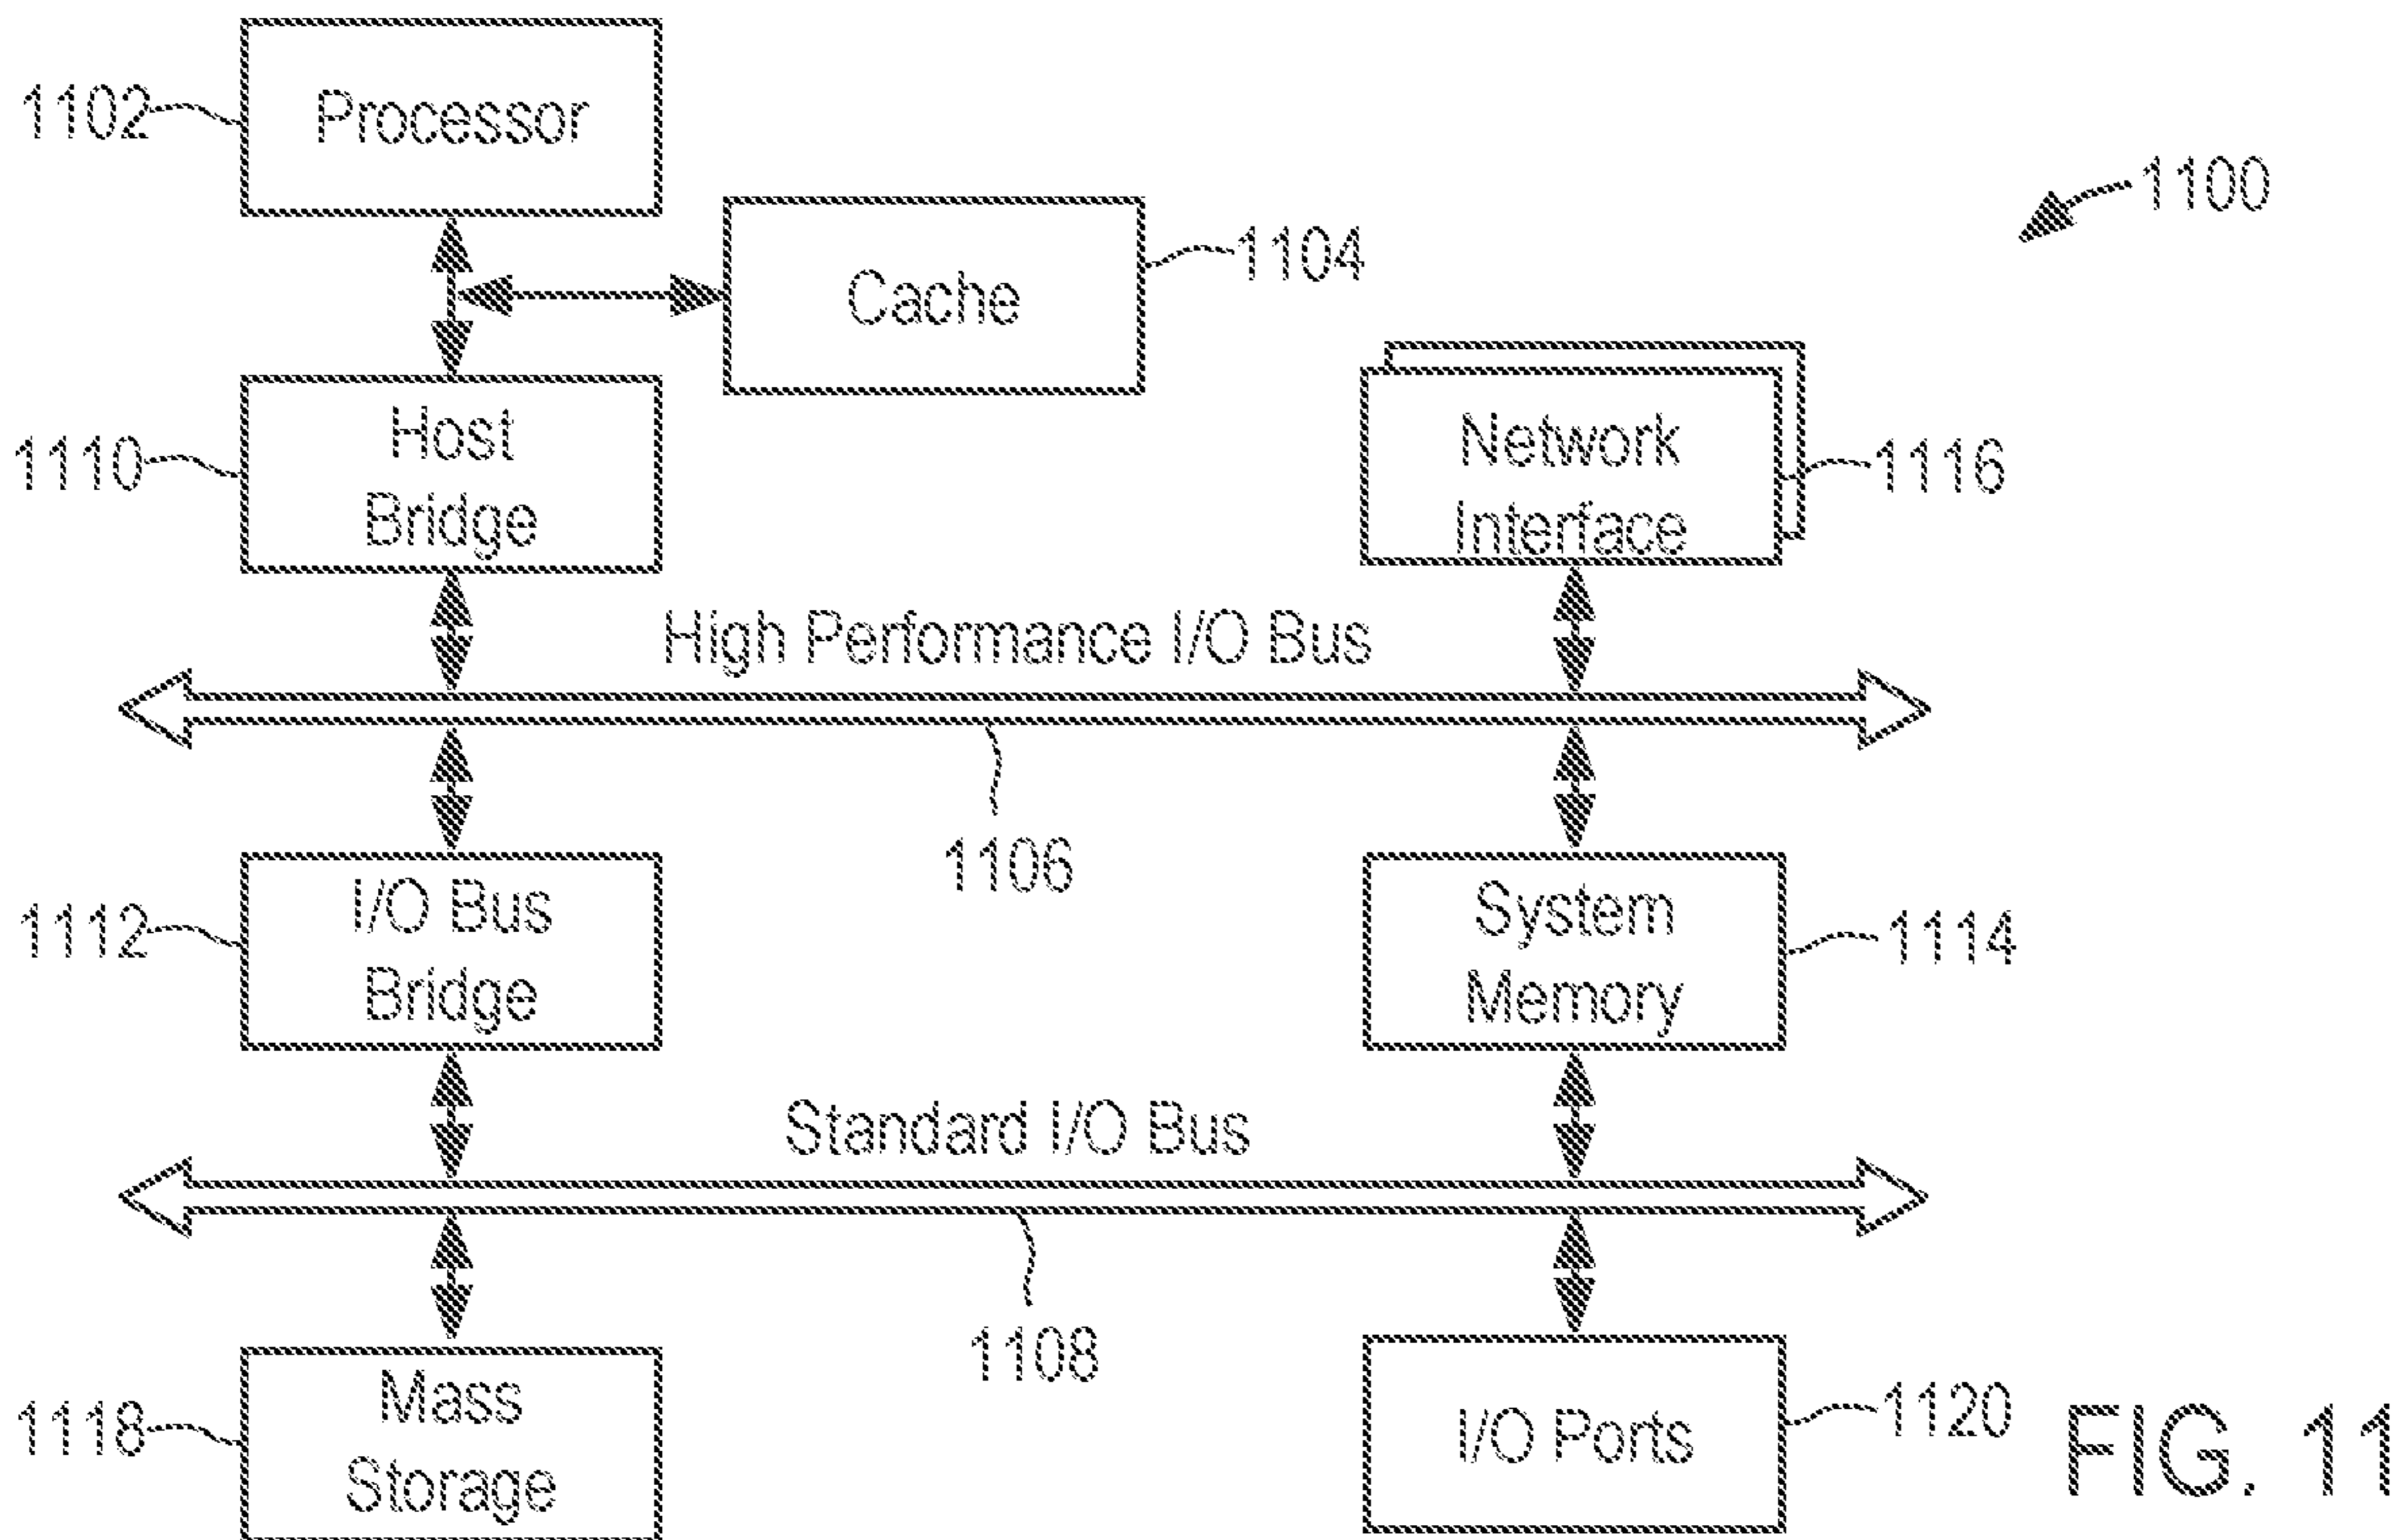 1102
Processor
1100
1104
Cache
1110
Host
Bridge
Network
Interface
1116
High Performance I/O Bus
1106
1112
I/O Bus
Bridge
System
Memory
1114
Standard I/O Bus
1108
1118
Mass
Storage
I/O Ports
1120
FIG. 11